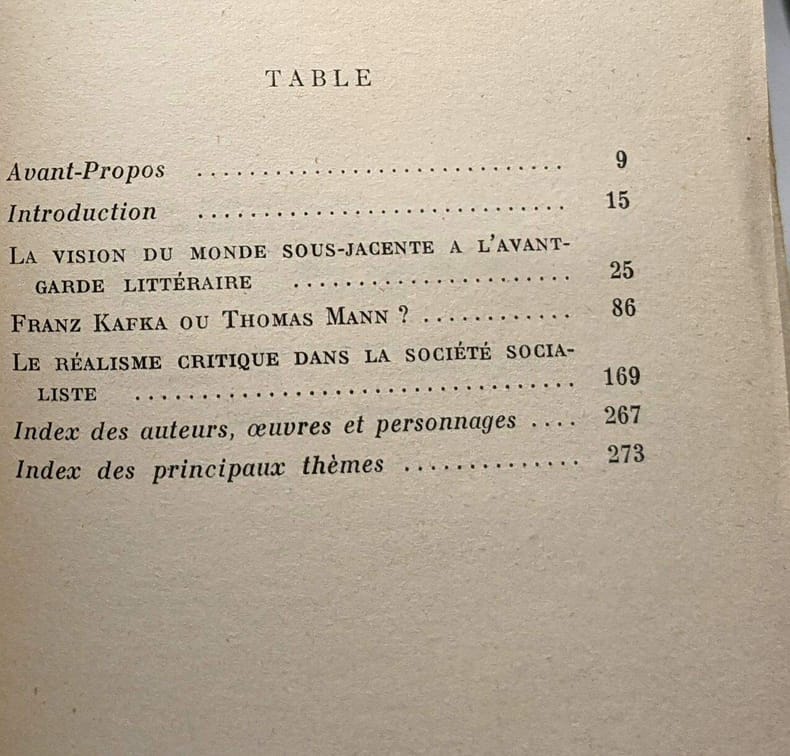 TABLE
Avant-Propos .............................. 9
Introduction .............................. 15
LA VISION DU MONDE SOUS-JACENTE A L'AVANT-
GARDE LITTÉRAIRE ...................... 25
FRANZ KAFKA OU THOMAS MANN ? ............ 86
LE RÉALISME CRITIQUE DANS LA SOCIÉTÉ SOCIA-
LISTE .................................. 169
Index des auteurs, œuvres et personnages .... 267
Index des principaux thèmes .............. 273